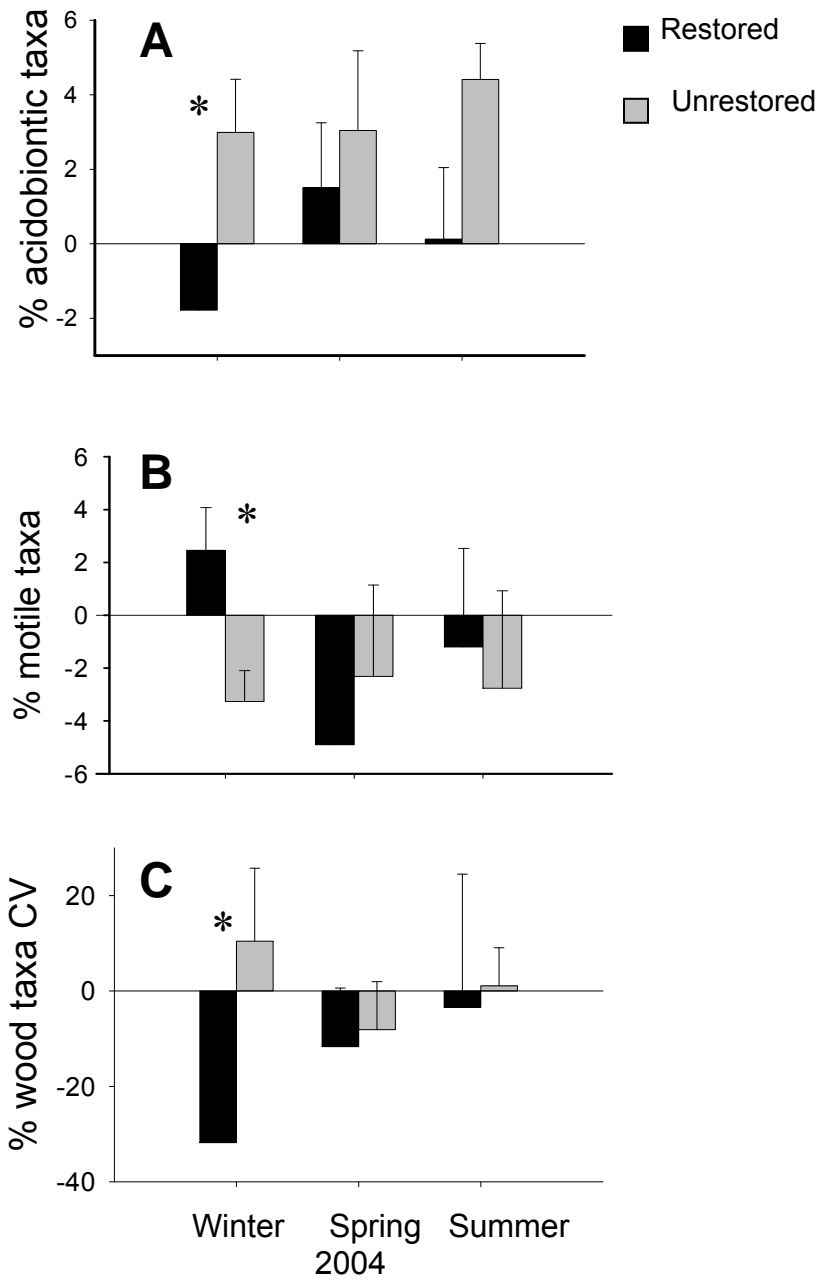 A
Restored
Unrestored
% acidobiontic taxa
6
4
2
0
-2
*
B
% motile taxa
6
4
2
0
-2
-4
-6
*
C
% wood taxa CV
20
0
-20
-40
*
Winter Spring Summer
2004